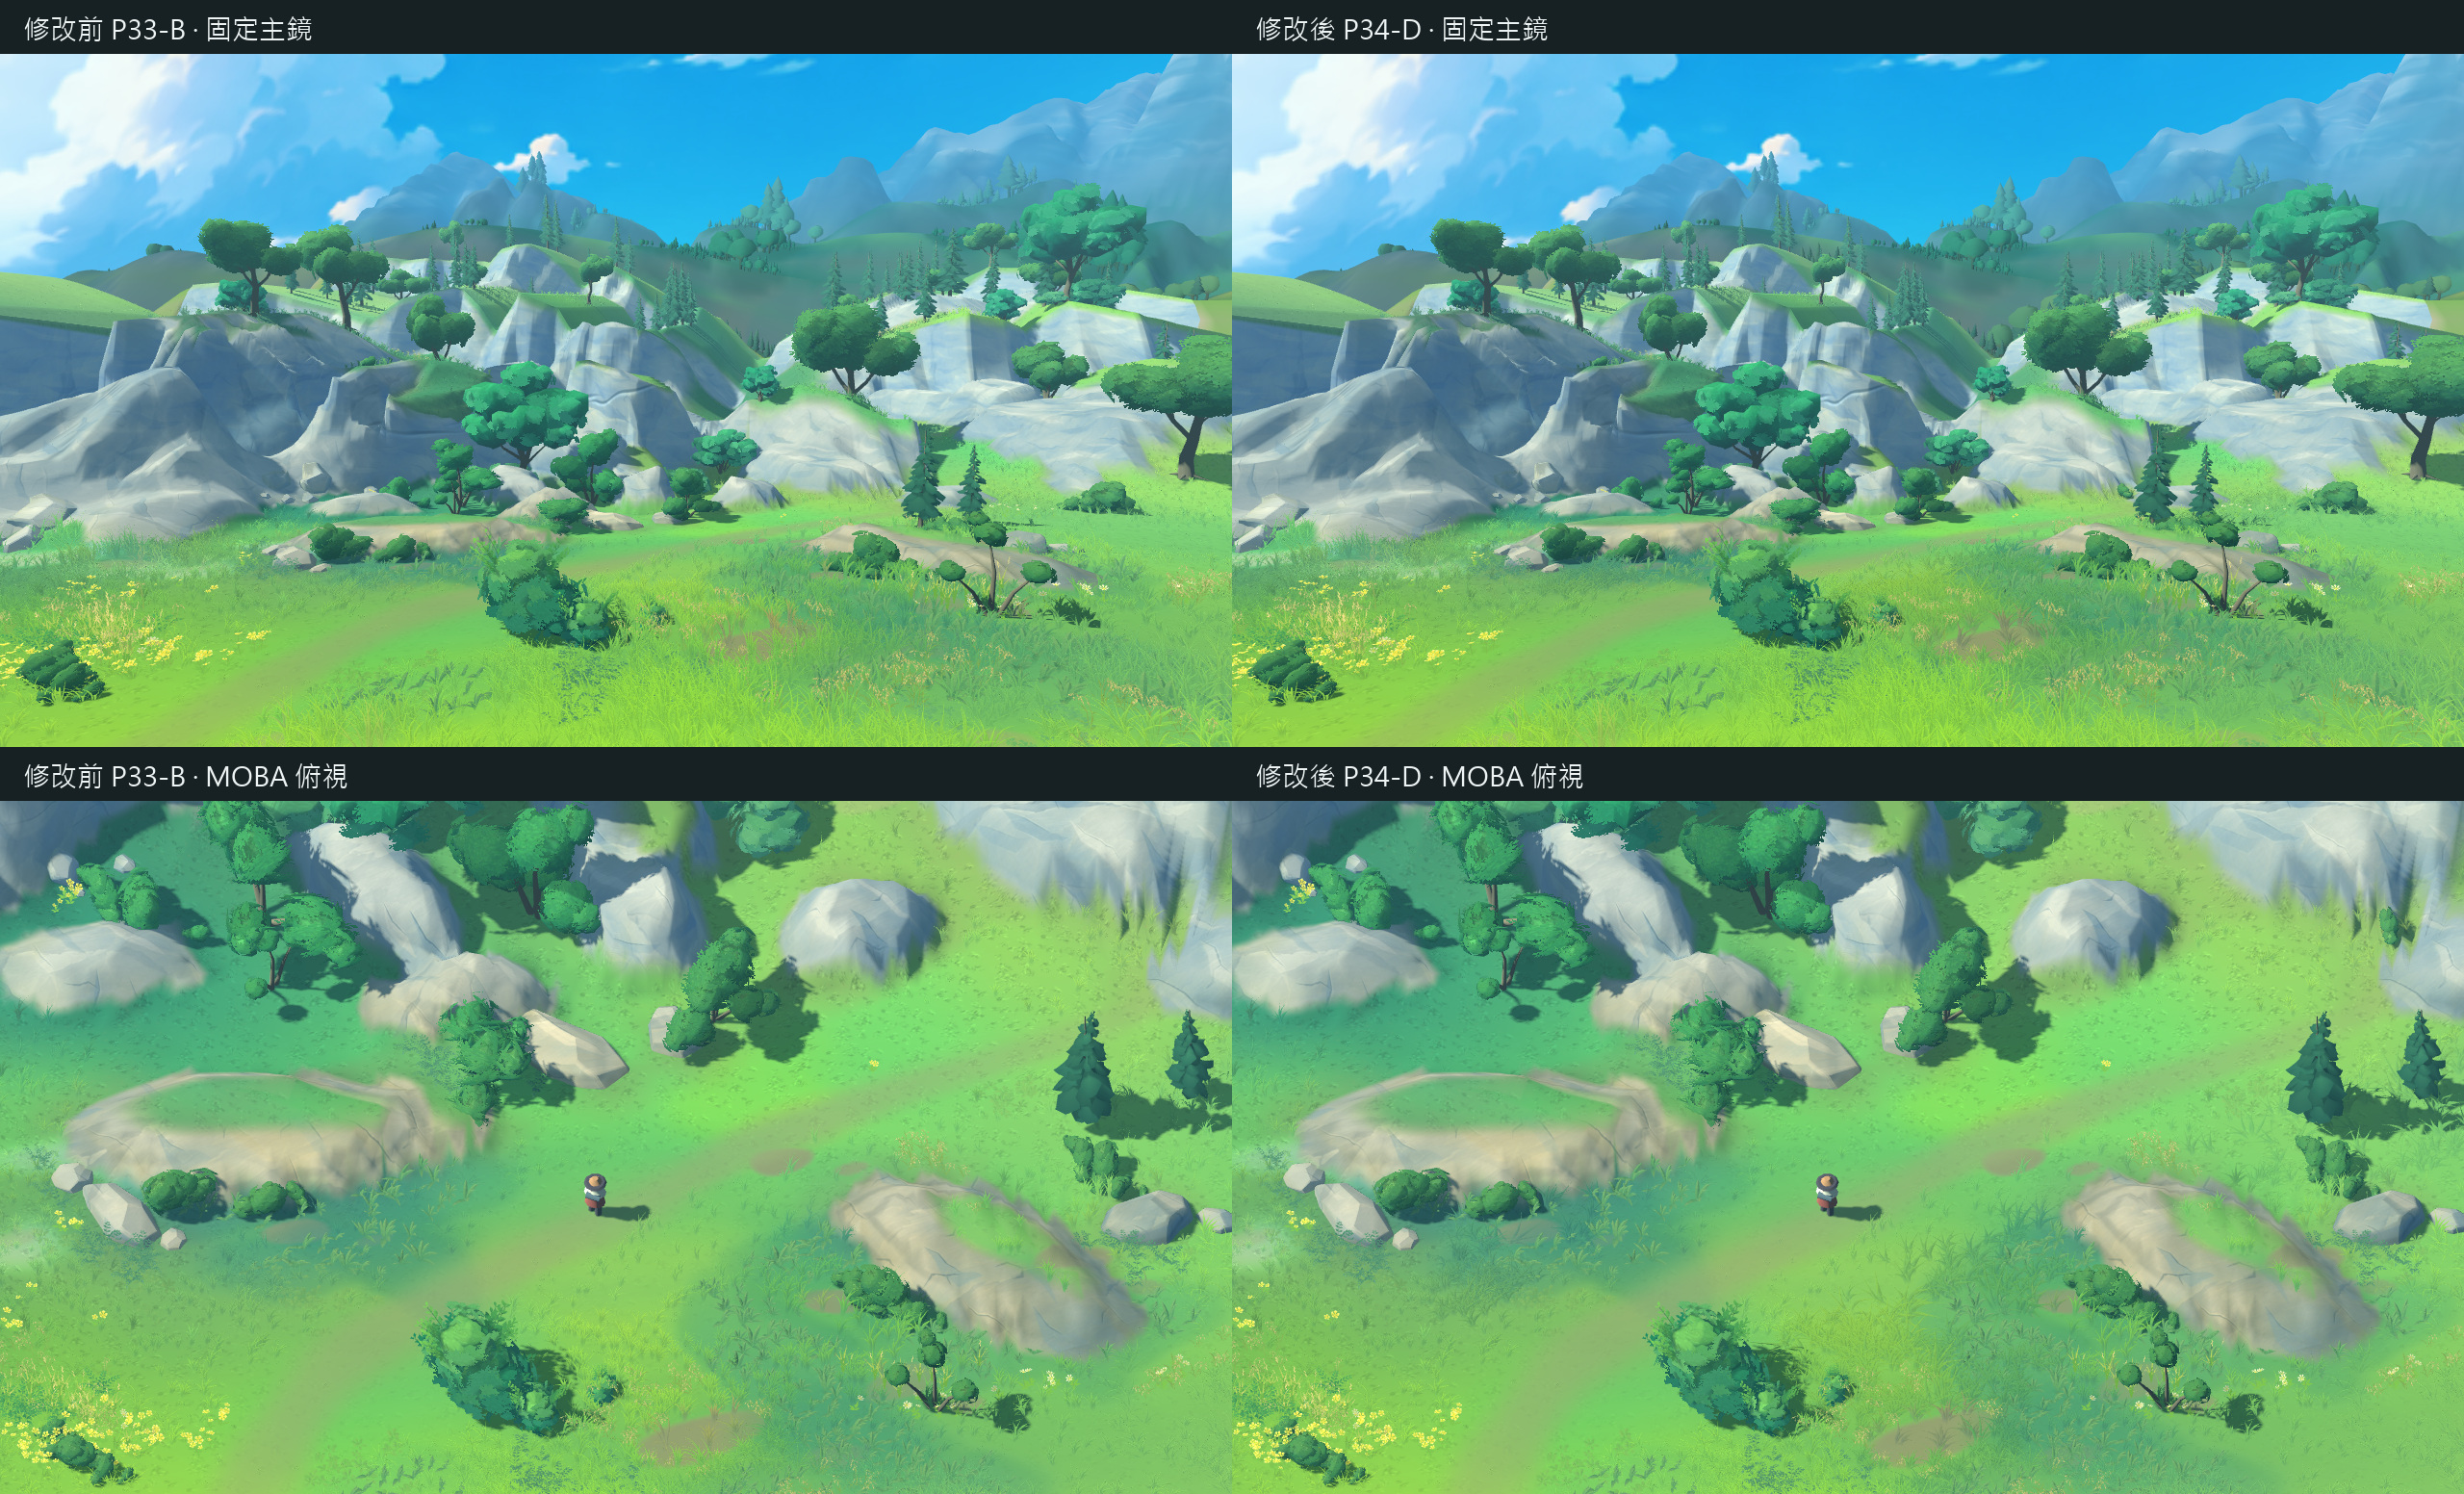 修改前 P33-B · 固定主鏡
修改後 P34-D · 固定主鏡
修改前 P33-B · MOBA 俯視
修改後 P34-D · MOBA 俯視